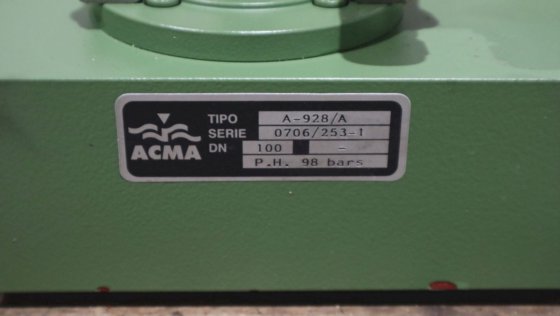 ACMA
TIPO A-928/A
SERIE 0706/253-1
DN 100 -
P.H. 98 bars